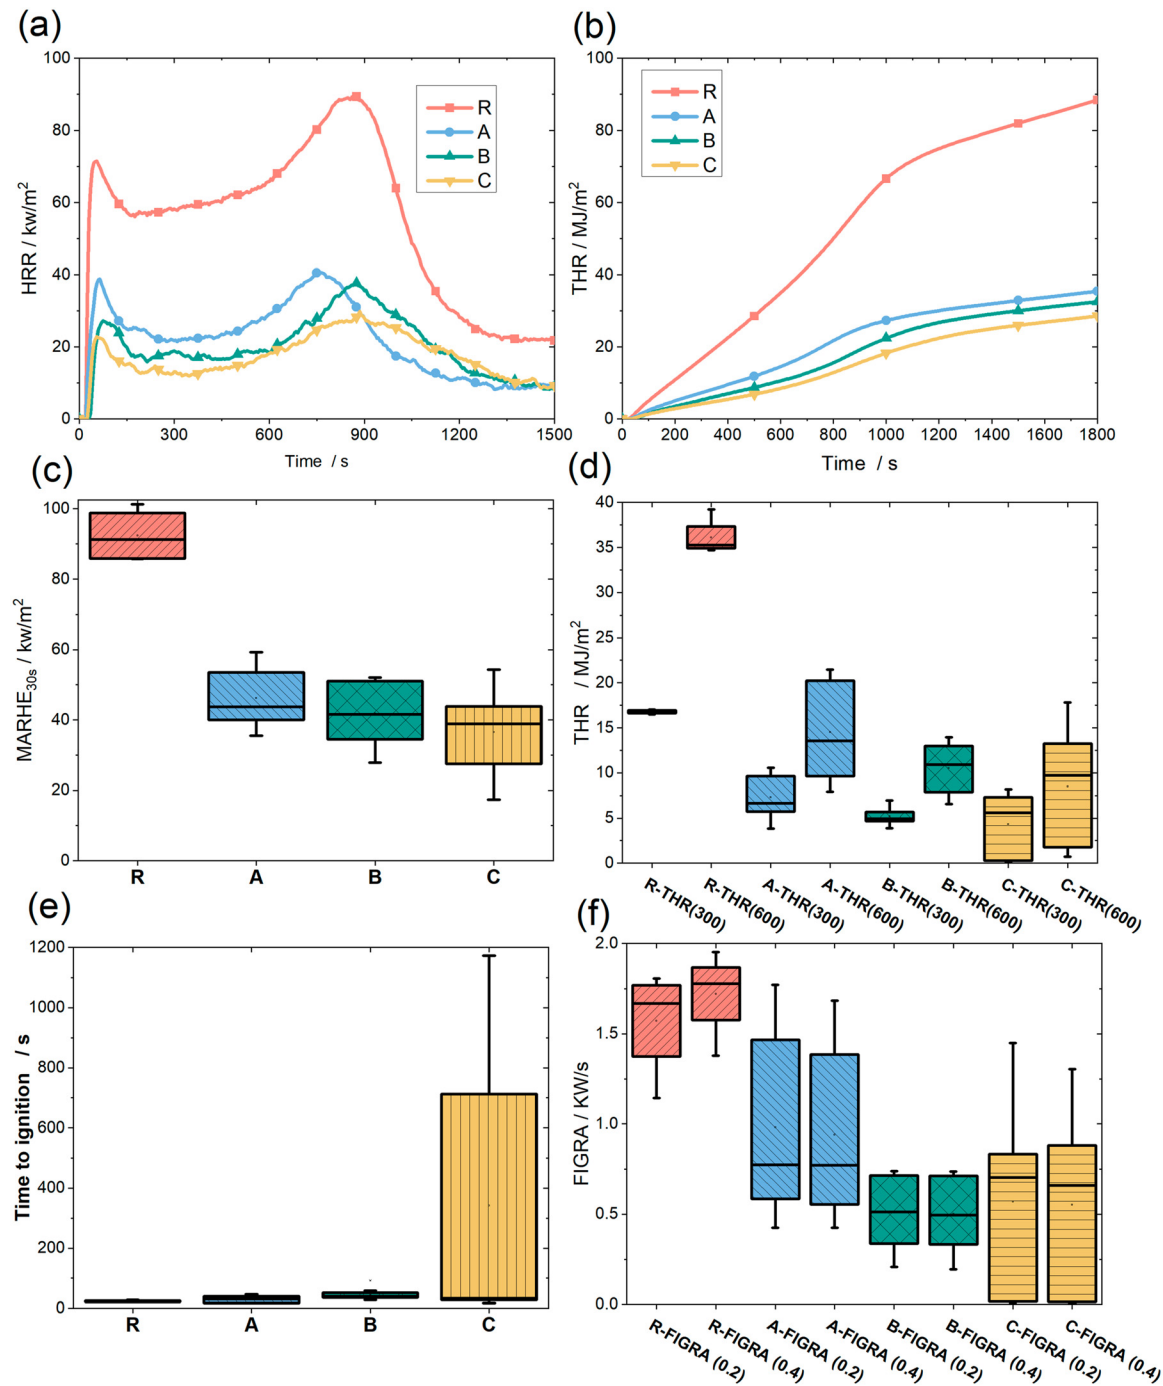 (a)
100
80
60
40
20
0
HRR / kw/m²
R
A
B
C
0 300 600 900 1200 1500
Time / s
(b)
100
80
60
40
20
0
THR / MJ/m²
R
A
B
C
0 200 400 600 800 1000 1200 1400 1600 1800
Time / s
(c)
100
80
60
40
20
0
MARHE30s / kw/m²
R A B C
(d)
40
35
30
25
20
15
10
5
0
THR / MJ/m²
R-THR(300) R-THR(600) A-THR(300) A-THR(600) B-THR(300) B-THR(600) C-THR(300) C-THR(600)
(e)
1200
1000
800
600
400
200
0
Time to ignition / s
R A B C
(f)
2.0
1.5
1.0
0.5
0.0
FIGRA / KW/s
R-FIGRA (0.2) R-FIGRA (0.4) A-FIGRA (0.2) A-FIGRA (0.4) B-FIGRA (0.2) B-FIGRA (0.4) C-FIGRA (0.2) C-FIGRA (0.4)